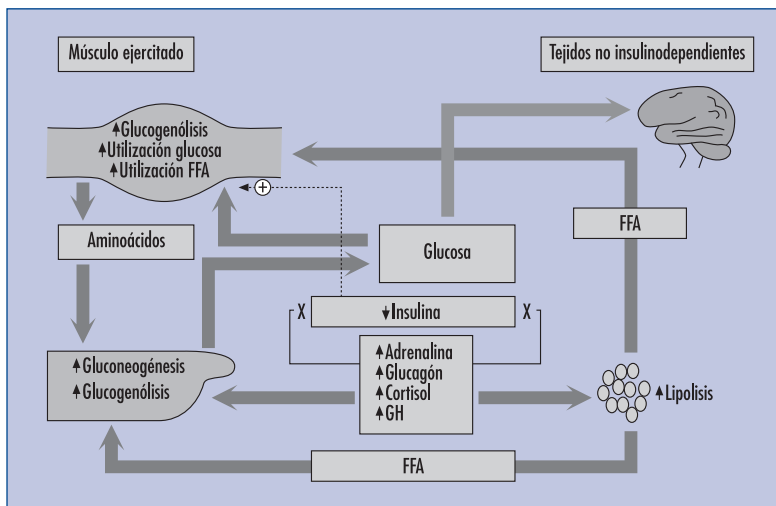 Músculo ejercitado
Tejidos no insulinodependientes
Glucogenólisis
Utilización glucosa
Utilización FFA
+
Aminoácidos
FFA
Glucosa
X
Insulina
X
Adrenalina
Glucagón
Cortisol
GH
Gluconeogénesis
Glucogenólisis
Lipolisis
FFA